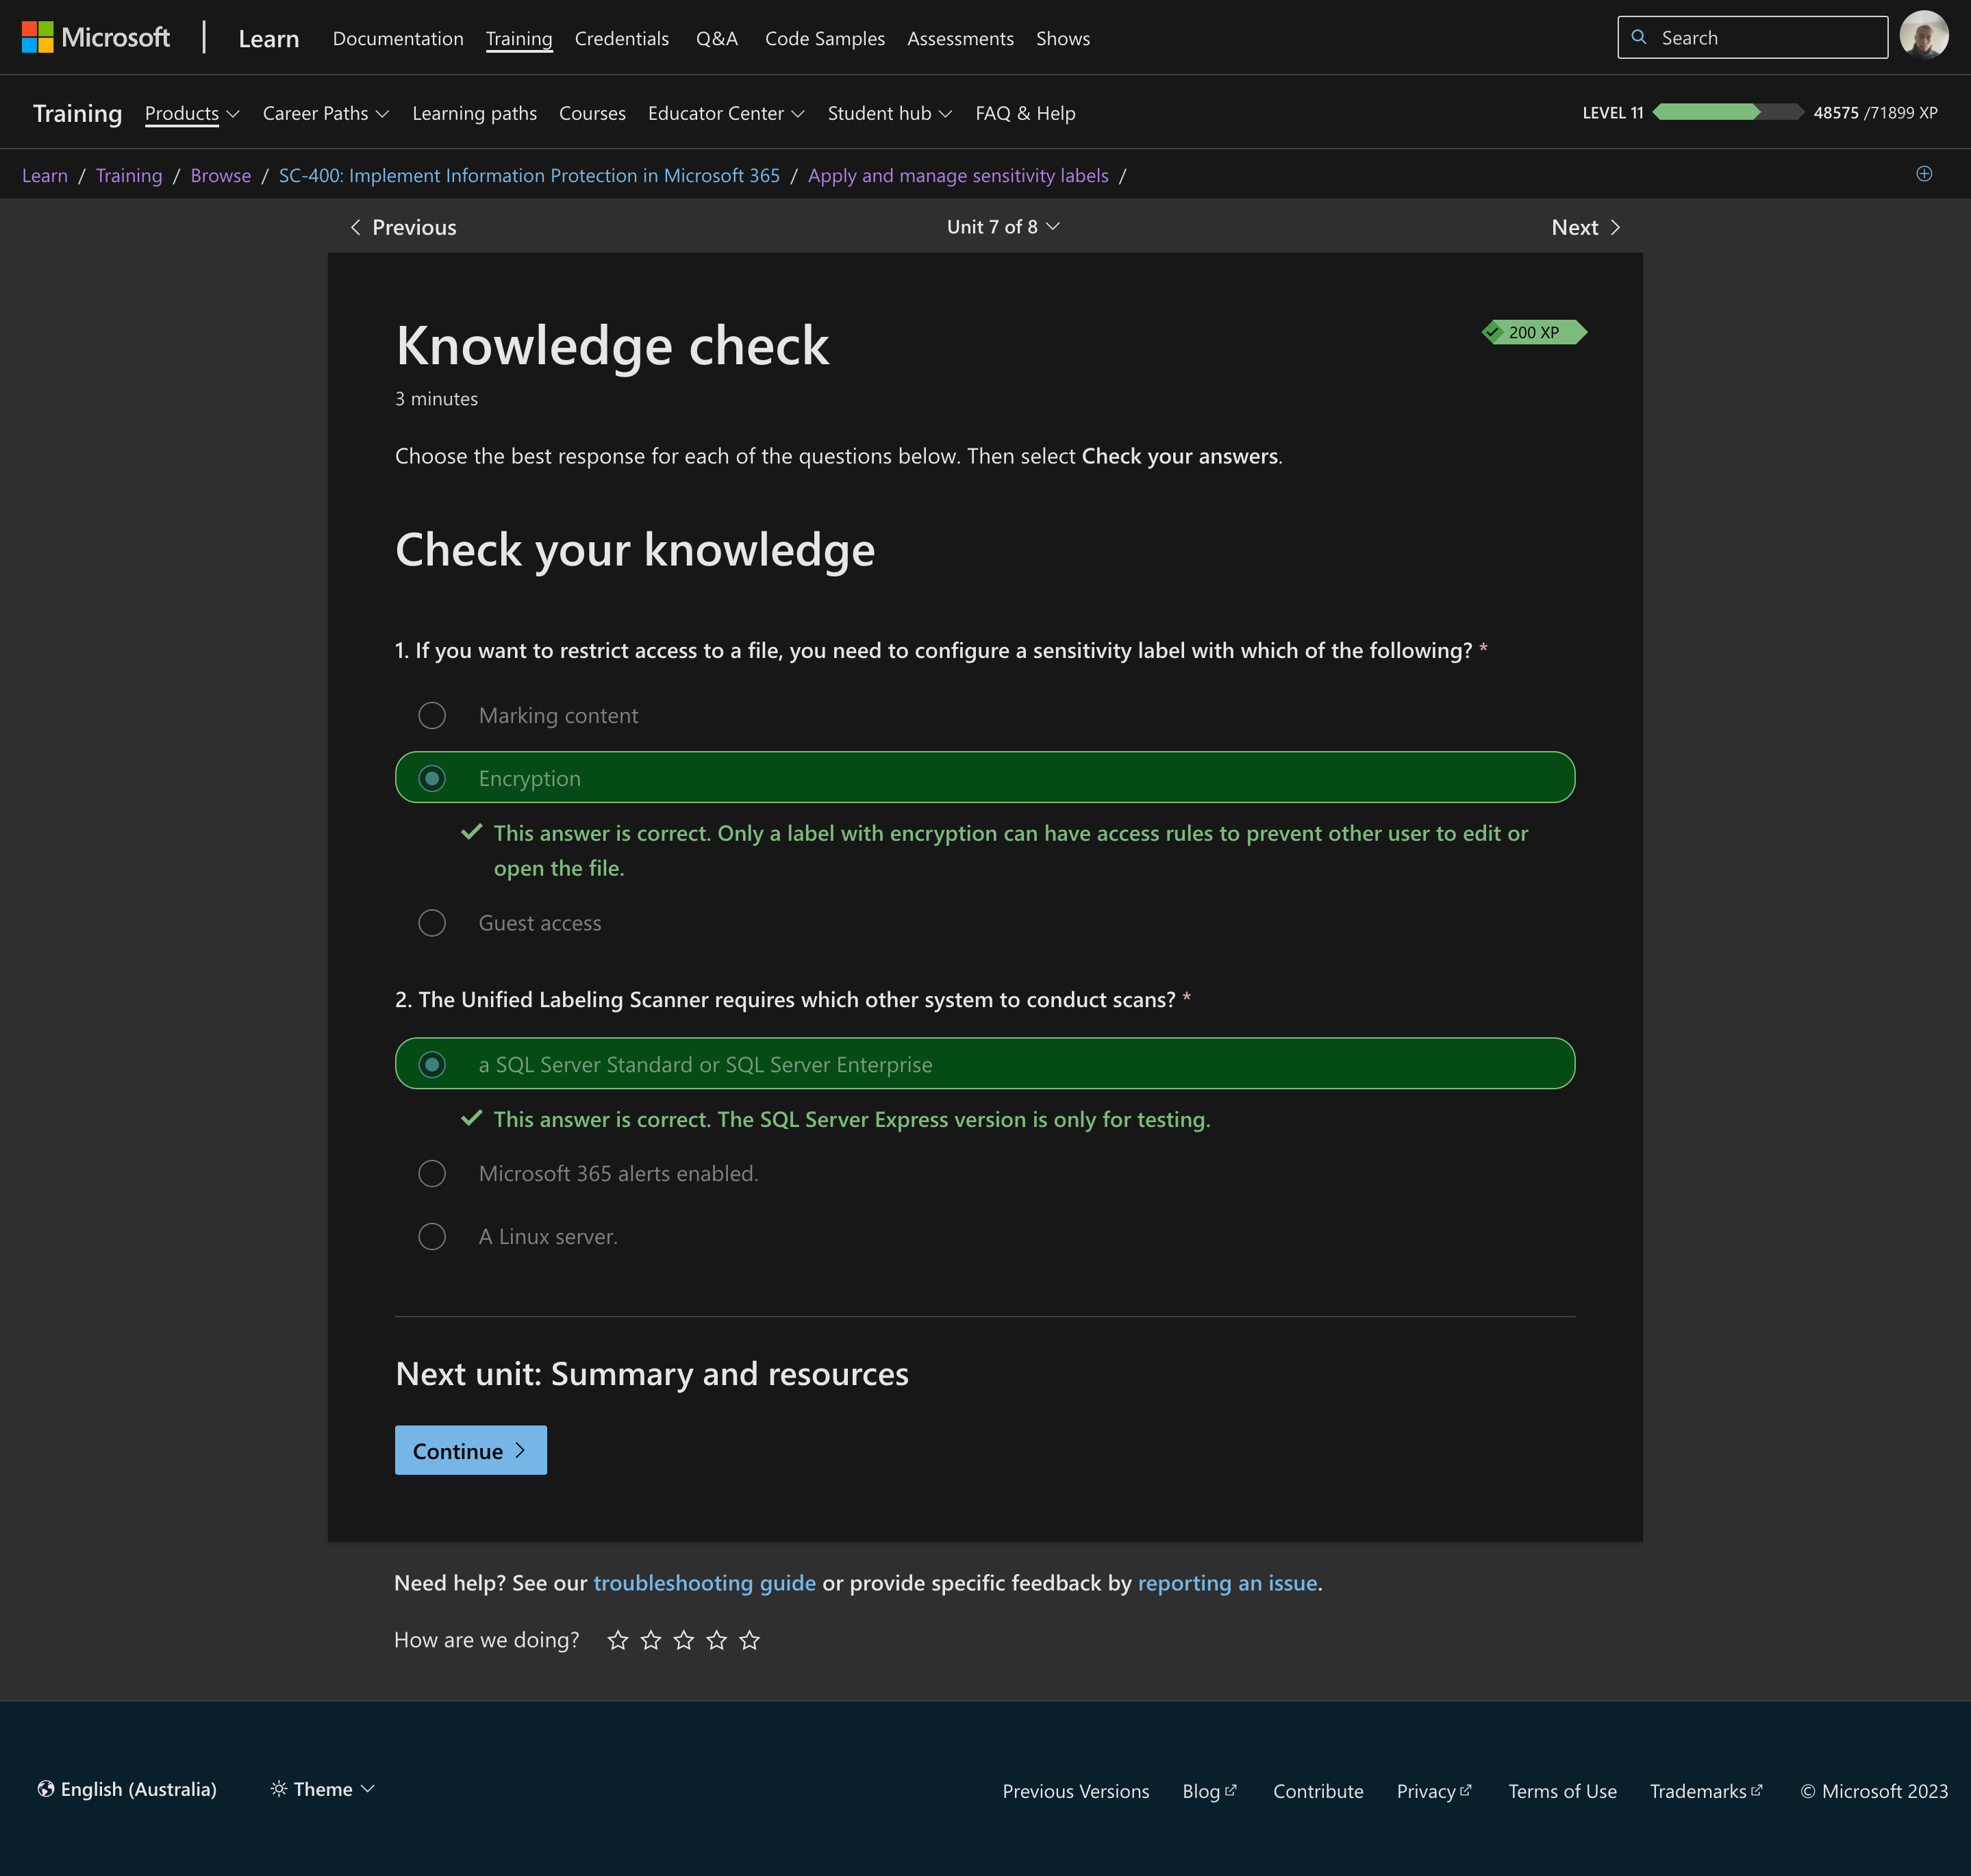 Microsoft
Learn
Documentation
Training
Credentials
Q&A
Code Samples
Assessments
Shows
Search
Training
Products
Career Paths
Learning paths
Courses
Educator Center
Student hub
FAQ & Help
LEVEL 11
48575 /71899 XP
Learn / Training / Browse / SC-400: Implement Information Protection in Microsoft 365 / Apply and manage sensitivity labels /
Previous
Unit 7 of 8
Next
Knowledge check
200 XP
3 minutes
Choose the best response for each of the questions below. Then select Check your answers.
Check your knowledge
1. If you want to restrict access to a file, you need to configure a sensitivity label with which of the following? *
Marking content
Encryption
This answer is correct. Only a label with encryption can have access rules to prevent other user to edit or
open the file.
Guest access
2. The Unified Labeling Scanner requires which other system to conduct scans? *
a SQL Server Standard or SQL Server Enterprise
This answer is correct. The SQL Server Express version is only for testing.
Microsoft 365 alerts enabled.
A Linux server.
Next unit: Summary and resources
Continue
Need help? See our troubleshooting guide or provide specific feedback by reporting an issue.
How are we doing?
English (Australia)
Theme
Previous Versions
Blog
Contribute
Privacy
Terms of Use
Trademarks
© Microsoft 2023